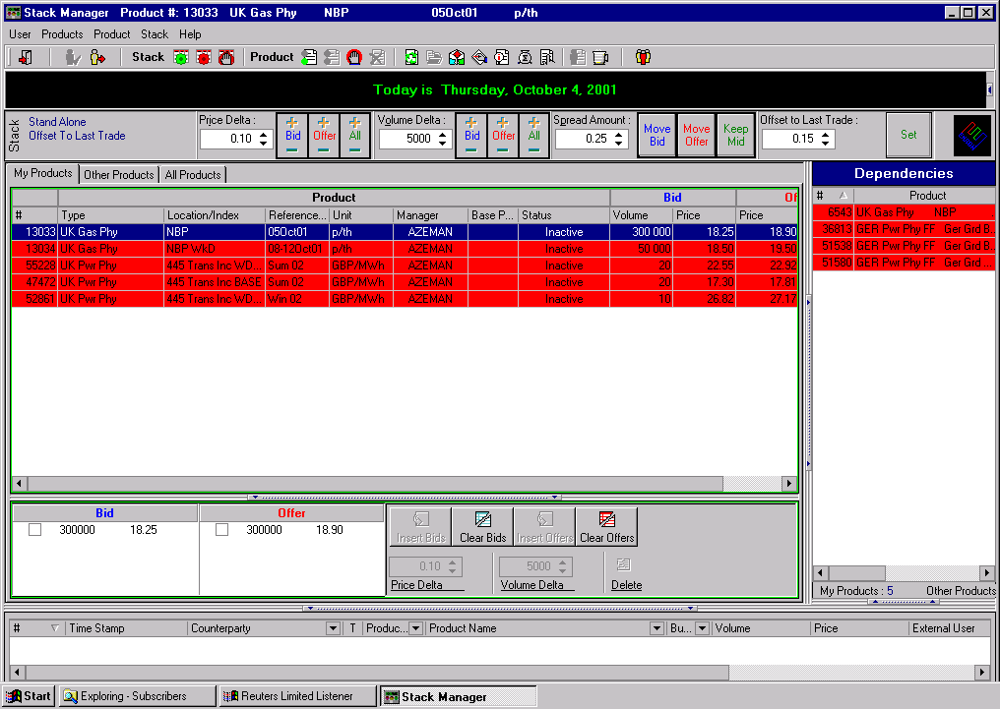 Stack Manager Product #: 13033 UK Gas Phy NBP 05Oct01 p/th
User Products Product Stack Help
Stack Product
Today is Thursday, October 4, 2001
Stack
Stand Alone
Offset To Last Trade
Price Delta :
0.10
Bid Offer All
Volume Delta :
5000
Bid Offer All
Spread Amount :
0.25
Move Bid
Move Offer
Keep Mid
Offset to Last Trade :
0.15
Set
My Products Other Products All Products
Product Bid Of
# Type Location/Index Reference... Unit Manager Base P... Status Volume Price Price
13033 UK Gas Phy NBP 05Oct01 p/th AZEMAN Inactive 300 000 18.25 18.90
13034 UK Gas Phy NBP WkD 08-12Oct01 p/th AZEMAN Inactive 50 000 18.50 19.50
55228 UK Pwr Phy 445 Trans Inc WD... Sum 02 GBP/MWh AZEMAN Inactive 20 22.55 22.92
47472 UK Pwr Phy 445 Trans Inc BASE Sum 02 GBP/MWh AZEMAN Inactive 20 17.30 17.81
52861 UK Pwr Phy 445 Trans Inc WD... Win 02 GBP/MWh AZEMAN Inactive 10 26.82 27.17
Dependencies
# Product
6543 UK Gas Phy NBP
36813 GER Pwr Phy FF Ger Grd B
51538 GER Pwr Phy FF Ger Grd B
51580 GER Pwr Phy FF Ger Grd ...
My Products : 5 Other Products
Bid Offer
300000 18.25 300000 18.90
Insert Bids Clear Bids Insert Offers Clear Offers
0.10 5000
Price Delta Volume Delta Delete
# Time Stamp Counterparty T Produc... Product Name Bu... Volume Price External User
Start Exploring - Subscribers Reuters Limited Listener Stack Manager